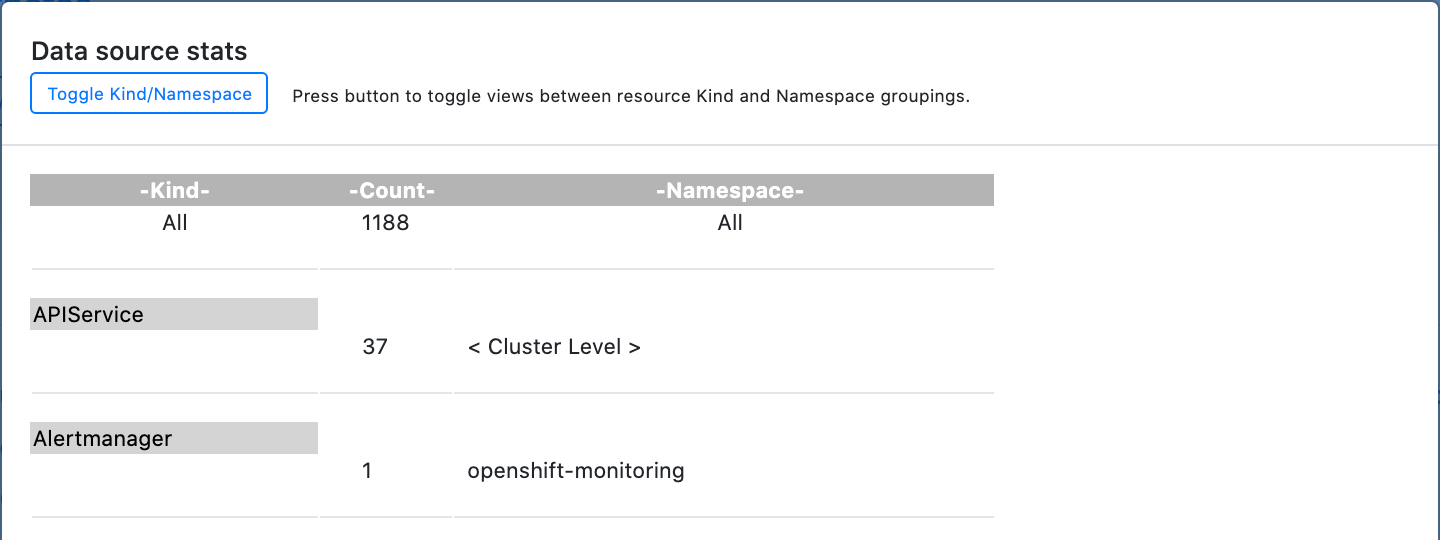 Data source stats
Toggle Kind/Namespace Press button to toggle views between resource Kind and Namespace groupings.
-Kind- -Count- -Namespace-
All 1188 All
APIService
37 < Cluster Level >
Alertmanager
1 openshift-monitoring